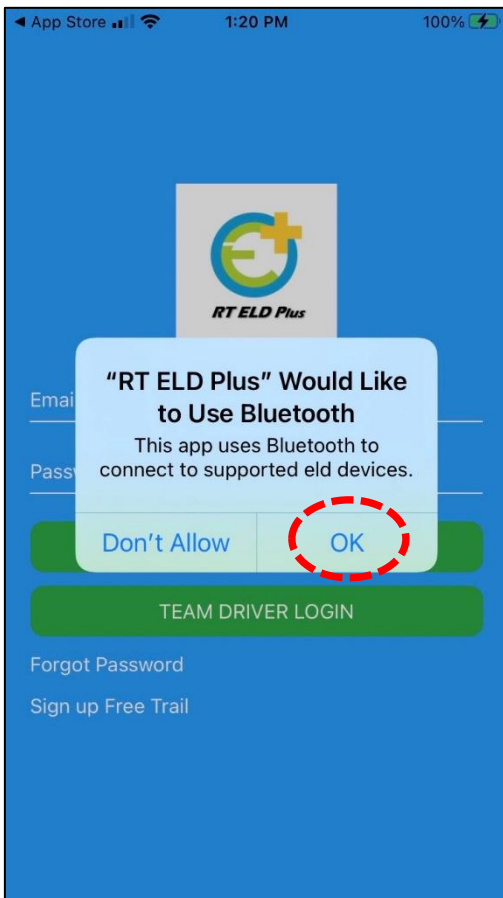 App Store 1:20 PM 100%
RT ELD Plus
"RT ELD Plus" Would Like
to Use Bluetooth
This app uses Bluetooth to
connect to supported eld devices.
Emai
Pass
Don't Allow OK
TEAM DRIVER LOGIN
Forgot Password
Sign up Free Trail